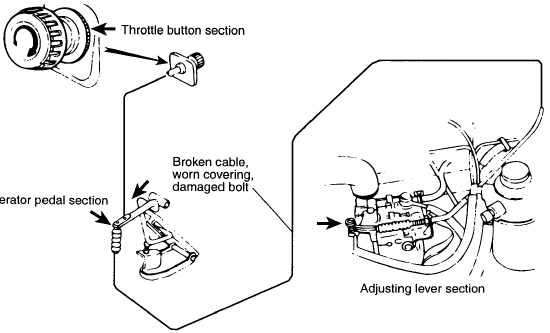 Throttle button section
Broken cable,
worn covering,
damaged bolt
erator pedal section
Adjusting lever section